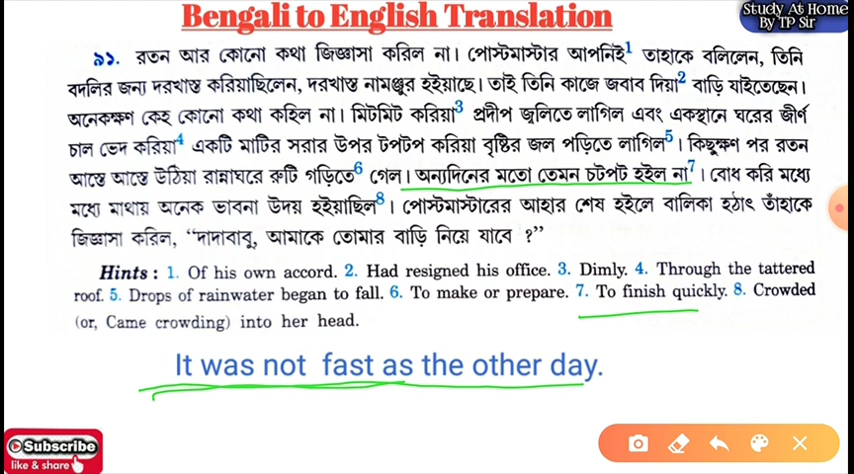 Bengali to English Translation
Study At Home
By TP Sir
৯১. রতন আর কোনো কথা জিজ্ঞাসা করিল না। পোস্টমাস্টার আপনিই1 তাহাকে বলিলেন, তিনি
বদলির জন্য দরখাস্ত করিয়াছিলেন, দরখাস্ত নামঞ্জুর হইয়াছে। তাই তিনি কাজে জবাব দিয়া2 বাড়ি যাইতেছেন।
অনেকক্ষণ কেহ কোনো কথা কহিল না। মিটমিট করিয়া3 প্রদীপ জ্বলিতে লাগিল এবং একস্থানে ঘরের জীর্ণ
চাল ভেদ করিয়া4 একটি মাটির সরার উপর টপটপ করিয়া বৃষ্টির জল পড়িতে লাগিল5। কিছুক্ষণ পর রতন
আস্তে আস্তে উঠিয়া রান্নাঘরে রুটি গড়িতে6 গেল। অন্যদিনের মতো তেমন চটপট হইল না7। বোধ করি মধ্যে
মধ্যে মাথায় অনেক ভাবনা উদয় হইয়াছিল8। পোস্টমাস্টারের আহার শেষ হইলে বালিকা হঠাৎ তাঁহাকে
জিজ্ঞাসা করিল, “দাদাবাবু, আমাকে তোমার বাড়ি নিয়ে যাবে ?”
Hints : 1. Of his own accord. 2. Had resigned his office. 3. Dimly. 4. Through the tattered
roof. 5. Drops of rainwater began to fall. 6. To make or prepare. 7. To finish quickly. 8. Crowded
(or, Came crowding) into her head.
It was not fast as the other day.
Subscribe
like & share